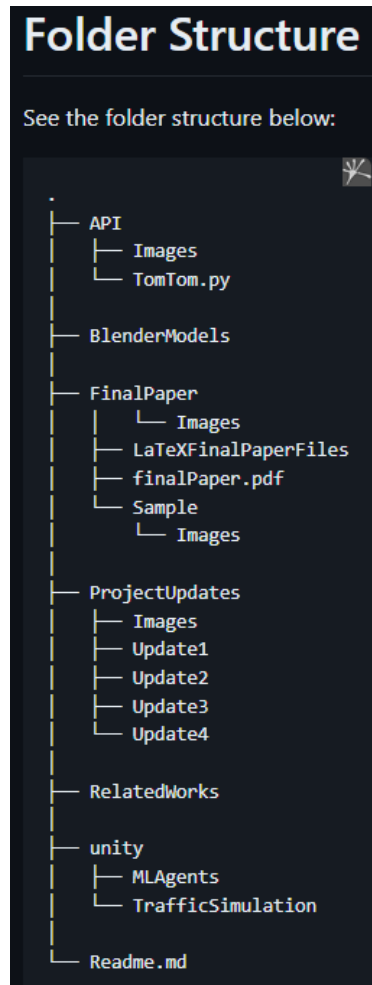 Folder Structure
See the folder structure below:
.
├── API
│   ├── Images
│   └── TomTom.py
│
├── BlenderModels
│
├── FinalPaper
│   │   └── Images
│   ├── LaTeXFinalPaperFiles
│   ├── finalPaper.pdf
│   └── Sample
│       └── Images
│
├── ProjectUpdates
│   ├── Images
│   ├── Update1
│   ├── Update2
│   ├── Update3
│   └── Update4
│
├── RelatedWorks
│
├── unity
│   ├── MLAgents
│   └── TrafficSimulation
│
└── Readme.md